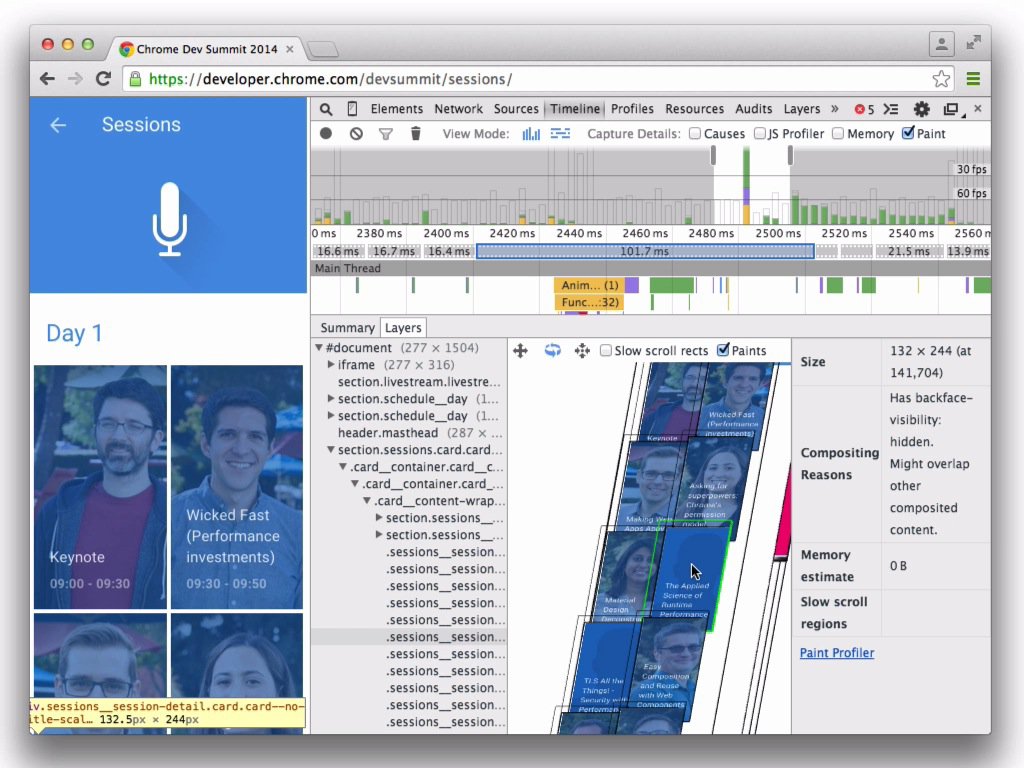 Chrome Dev Summit 2014
https://developer.chrome.com/devsummit/sessions/
Sessions
Day 1
Keynote
09:00 - 09:30
Wicked Fast
(Performance
investments)
09:30 - 09:50
iv.sessions__session-detail.card.card--no-
itle-scal… 132.5px × 244px
Elements Network Sources Timeline Profiles Resources Audits Layers » 5
View Mode: Capture Details: Causes JS Profiler Memory Paint
30 fps
60 fps
0 ms 2380 ms 2400 ms 2420 ms 2440 ms 2460 ms 2480 ms 2500 ms 2520 ms 2540 ms 2560 m
16.6 ms 16.7 ms 16.4 ms 101.7 ms 21.5 ms 13.9 ms
Main Thread
Anim... (1)
Func...:32)
Summary Layers
#document (277 × 1504)
iframe (277 × 316)
section.livestream.livestre...
section.schedule__day (1...
section.schedule__day (1...
header.masthead (287 × ...
section.sessions.card.card...
.card__container.card__c...
.card__container.card...
.card__content-wrap...
section.sessions__...
section.sessions__...
.sessions__session...
.sessions__session...
.sessions__session...
.sessions__session...
.sessions__session...
.sessions__session...
.sessions__session...
.sessions__session...
.sessions__session...
.sessions__session...
.sessions__session...
Slow scroll rects Paints
Keynote
Wicked Fast
(Performance
investments)
Making Web
Apps Appy
Asking for
superpowers:
Chrome's
permission
model
Material
Design
The Applied
Science of
Runtime
Performance
TLS All the
Things! -
Security with
Easy
Composition
and Reuse
with Web
Components
Size
132 × 244 (at
141,704)
Compositing
Reasons
Has backface-
visibility:
hidden.
Might overlap
other
composited
content.
Memory
estimate
0 B
Slow scroll
regions
Paint Profiler